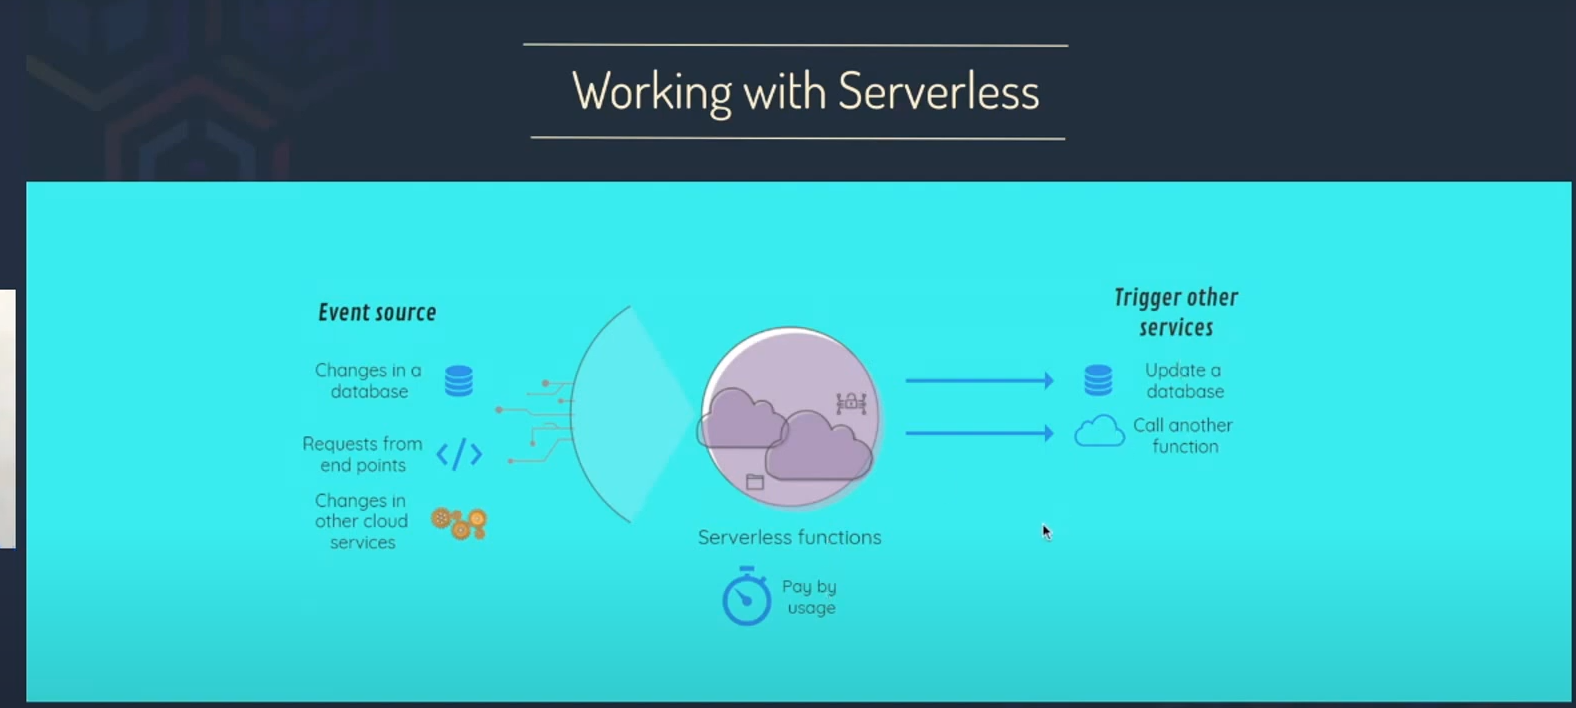 Working with Serverless
Event source
Changes in a
database
Requests from
end points
Changes in
other cloud
services
Serverless functions
Pay by
usage
Trigger other
services
Update a
database
Call another
function